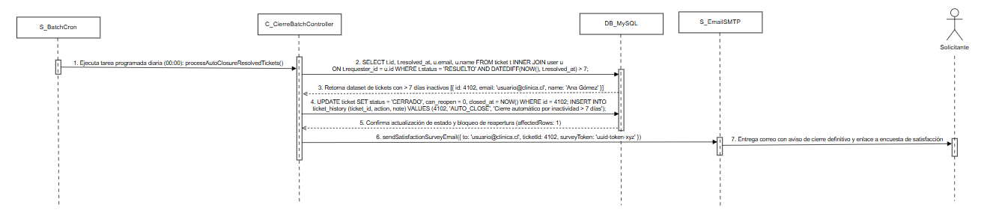 S_BatchCron
C_CierreBatchController
DB_MySQL
S_EmailSMTP
Solicitante
1. Ejecuta tarea programada diaria (00:00): processAutoClosureResolvedTickets()
2. SELECT t.id, t.resolved_at, u.email, u.name FROM ticket t INNER JOIN user u
ON t.requester_id = u.id WHERE t.status = 'RESUELTO' AND DATEDIFF(NOW(), t.resolved_at) > 7;
3. Retorna dataset de tickets con > 7 días inactivos [{ id: 4102, email: 'usuario@clinica.cl', name: 'Ana Gómez' }]
4. UPDATE ticket SET status = 'CERRADO', can_reopen = 0, closed_at = NOW() WHERE id = 4102; INSERT INTO
ticket_history (ticket_id, action, note) VALUES (4102, 'AUTO_CLOSE', 'Cierre automático por inactividad > 7 días');
5. Confirma actualización de estado y bloqueo de reapertura (affectedRows: 1)
6. sendSatisfactionSurveyEmail({ to: 'usuario@clinica.cl', ticketId: 4102, surveyToken: 'uuid-token-xyz' })
7. Entrega correo con aviso de cierre definitivo y enlace a encuesta de satisfacción